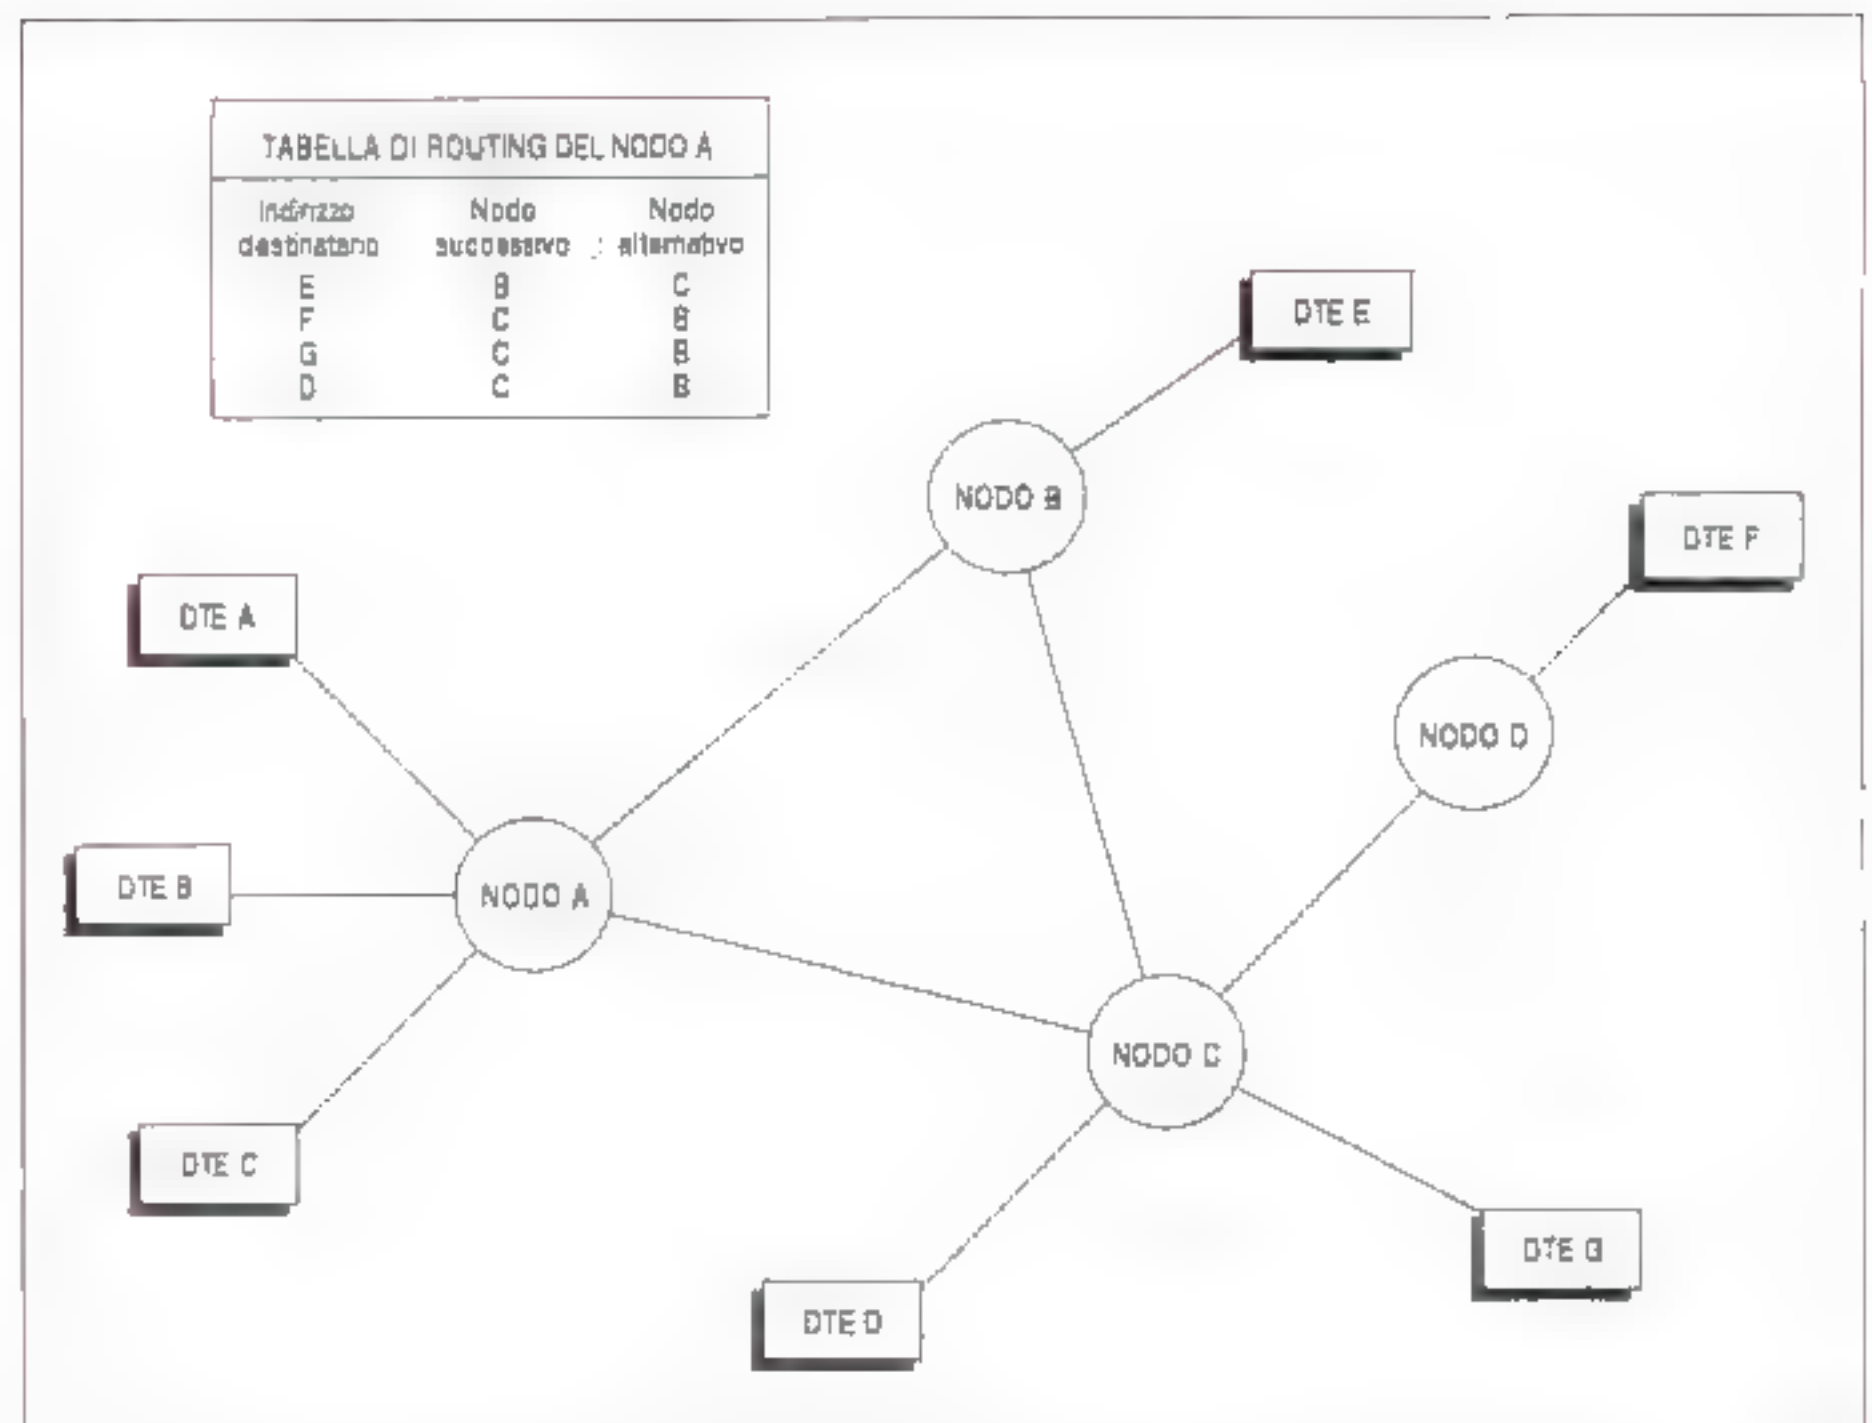 TABELLA DI ROUTING DEL NODO A
Indirizzo Nodo Nodo
destinatario successivo alternativo
E B C
F C B
G C B
D C B
DTE E
NODO B
DTE F
DTE A
NODO D
DTE B
NODO A
NODO C
DTE C
DTE G
DTE D